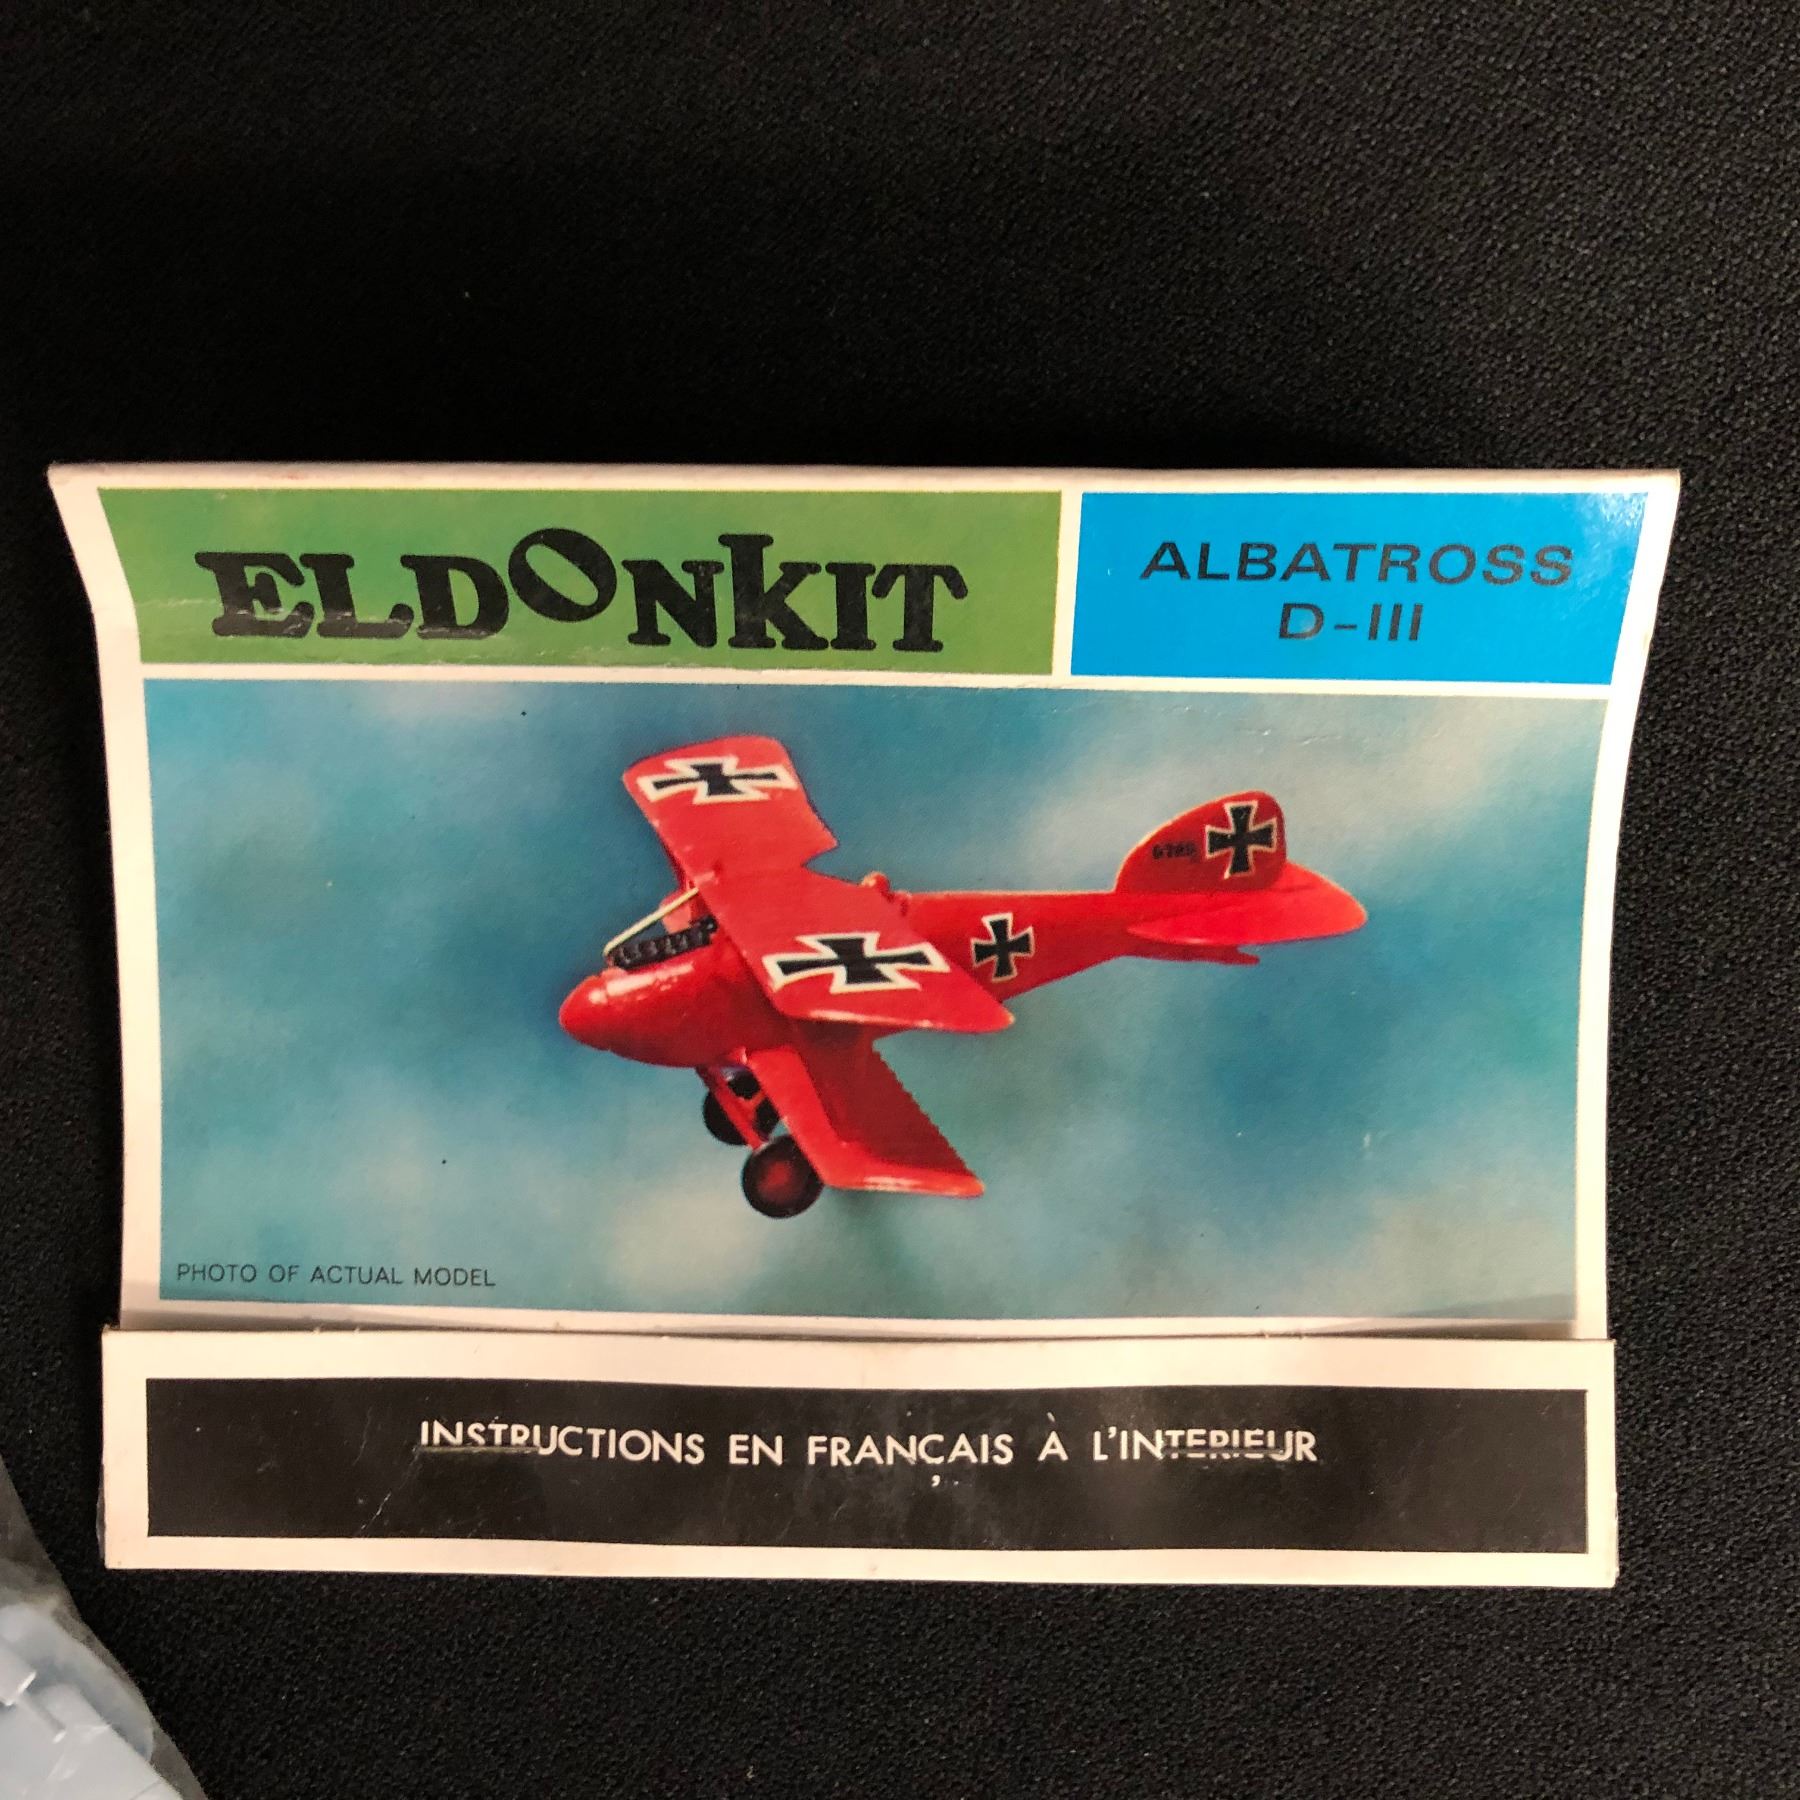 ELDONKIT
ALBATROSS
D-III
PHOTO OF ACTUAL MODEL
INSTRUCTIONS EN FRANÇAIS À L'INTERIEUR